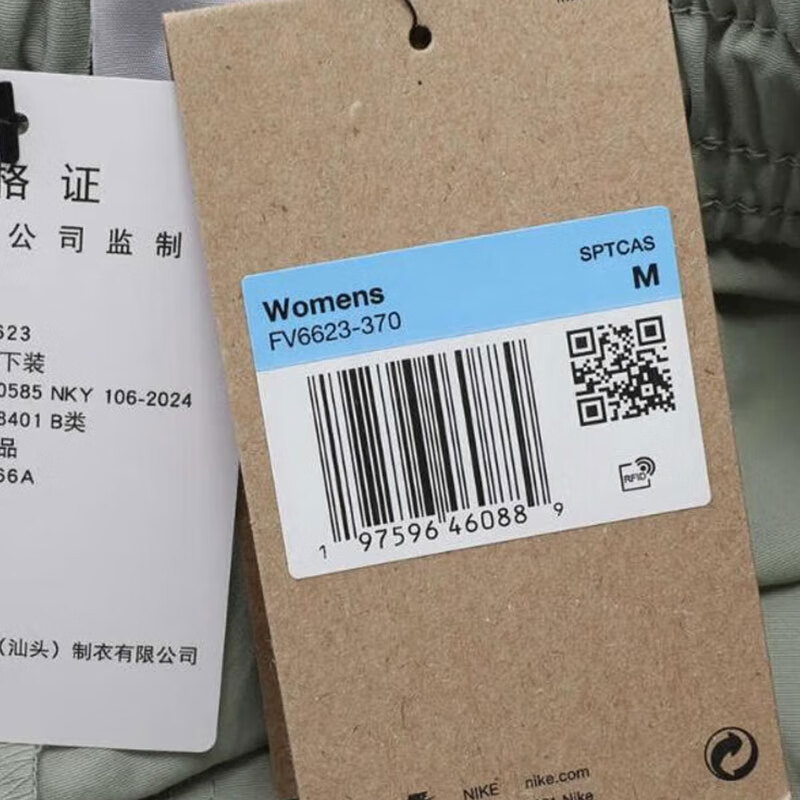 格 证
公 司 监 制
623
下装
0585 NKY 106-2024
8401 B类
品
66A
（汕头）制衣有限公司
SPTCAS
M
Womens
FV6623-370
RFID
1 97596 46088 9
NIKE nike.com
Nike